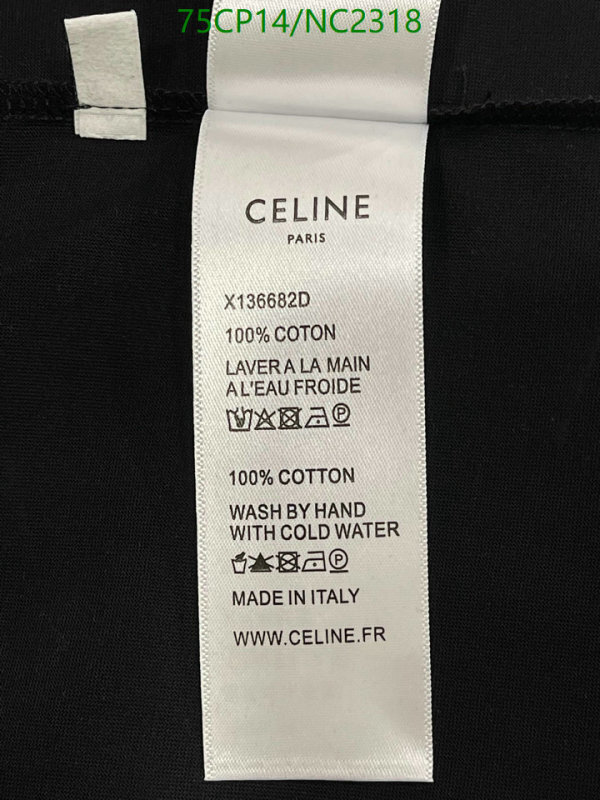 75CP14/NC2318
CELINE
PARIS
X136682D
100% COTON
LAVER A LA MAIN
A L'EAU FROIDE
100% COTTON
WASH BY HAND
WITH COLD WATER
MADE IN ITALY
WWW.CELINE.FR